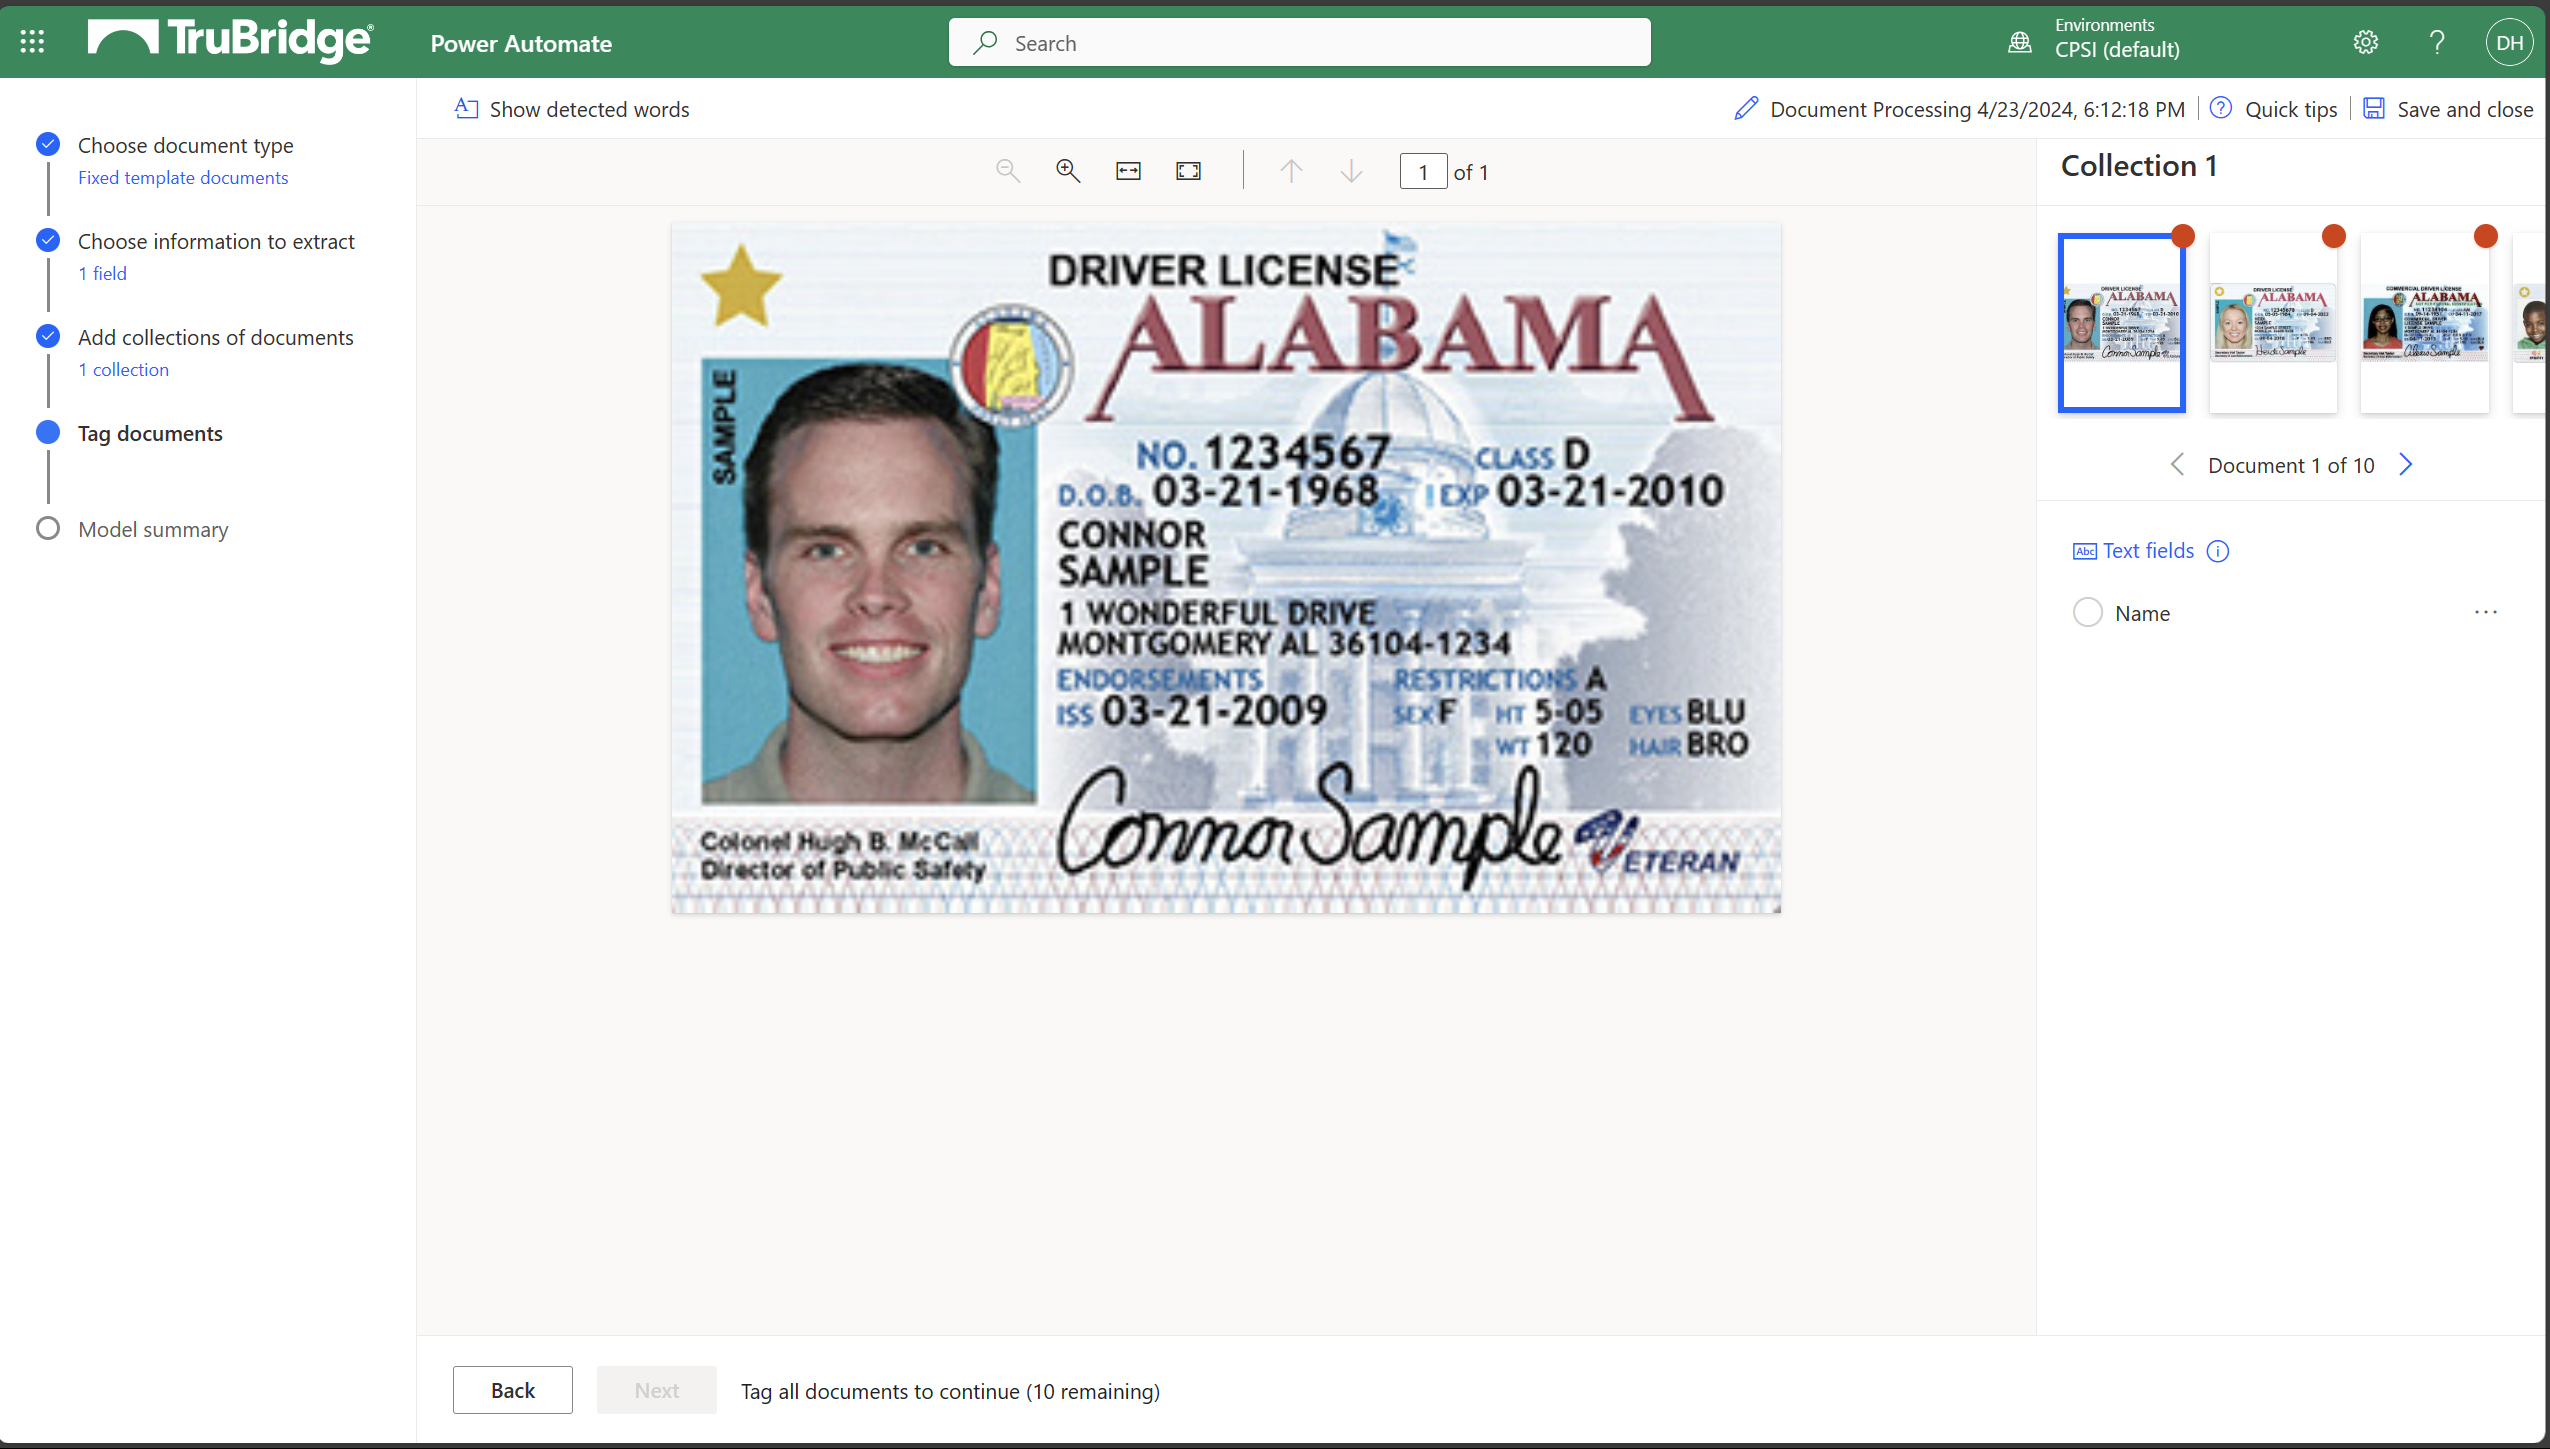 TruBridge®
Power Automate
Search
Environments
CPSI (default)
?
DH
Choose document type
Fixed template documents
Choose information to extract
1 field
Add collections of documents
1 collection
Tag documents
Model summary
Show detected words
Document Processing 4/23/2024, 6:12:18 PM
Quick tips
Save and close
1 of 1
DRIVER LICENSE
ALABAMA
SAMPLE
NO. 1234567 CLASS D
D.O.B. 03-21-1968 EXP 03-21-2010
CONNOR
SAMPLE
1 WONDERFUL DRIVE
MONTGOMERY AL 36104-1234
ENDORSEMENTS RESTRICTIONS A
ISS 03-21-2009 SEX F HT 5-05 EYES BLU
WT 120 HAIR BRO
Connor Sample
VETERAN
Colonel Hugh B. McCall
Director of Public Safety
Collection 1
Document 1 of 10
Abc Text fields
Name
Back
Next
Tag all documents to continue (10 remaining)